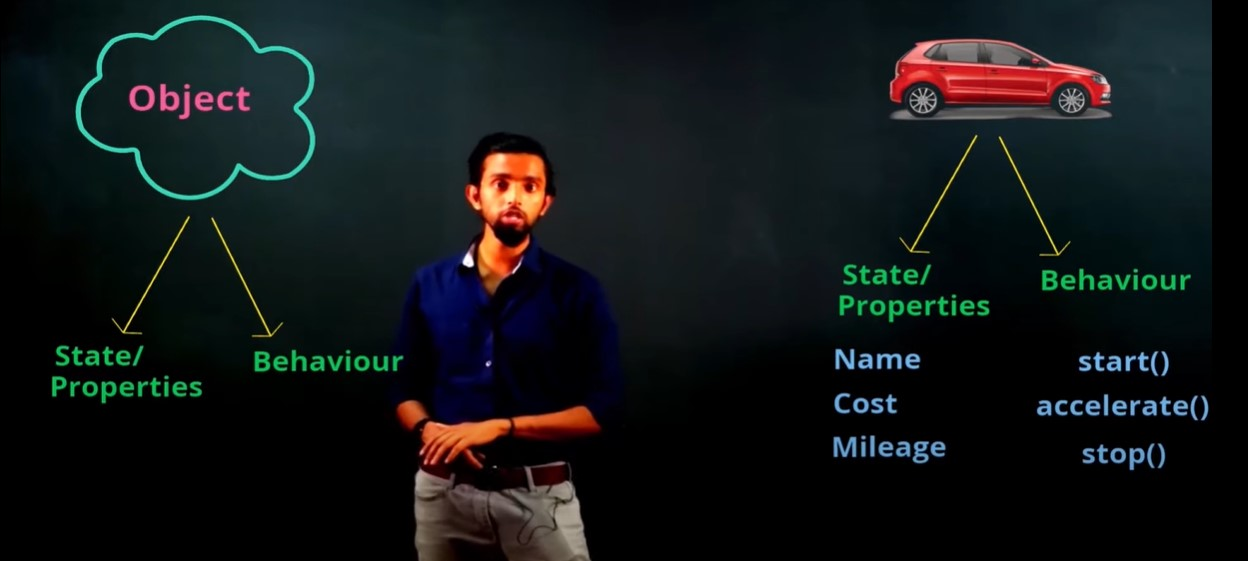 Object
State/
Properties
Behaviour
State/
Properties
Name
Cost
Mileage
Behaviour
start()
accelerate()
stop()